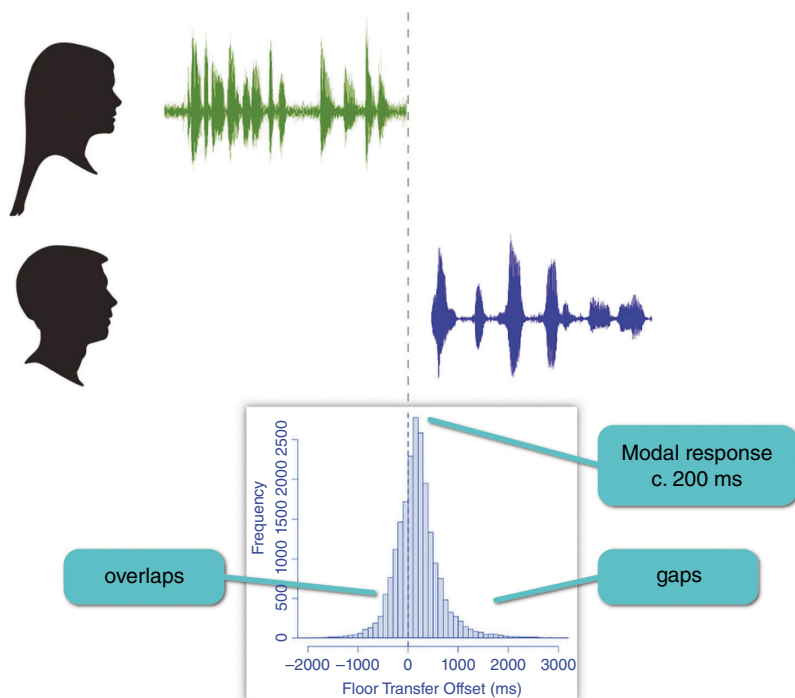 Modal response
c. 200 ms
overlaps
gaps
Frequency
0
500
1000
1500
2000
2500
–2000
–1000
0
1000
2000
3000
Floor Transfer Offset (ms)